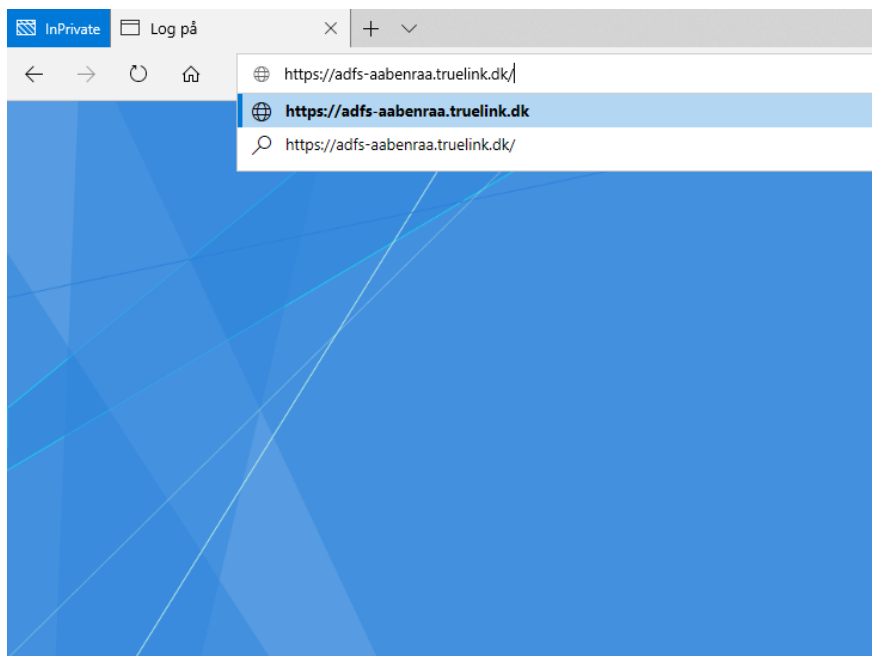 InPrivate Log på
https://adfs-aabenraa.truelink.dk/
https://adfs-aabenraa.truelink.dk
https://adfs-aabenraa.truelink.dk/